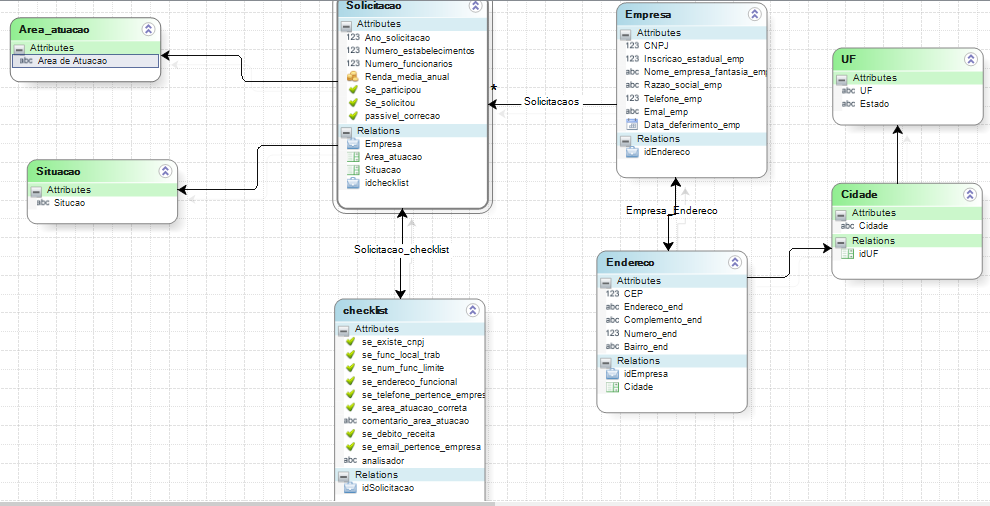 Area_atuacao
Attributes
abc Area de Atuacao
Situacao
Attributes
abc Situcao
Solicitacao
Attributes
123 Ano_solicitacao
123 Numero_estabelecimentos
123 Numero_funcionarios
Renda_media_anual
Se_participou
Se_solicitou
passivel_correcao
Relations
Empresa
Area_atuacao
Situacao
idchecklist
*
Solicitacaos
Solicitacao_checklist
checklist
Attributes
se_existe_cnpj
se_func_local_trab
se_num_func_limite
se_endereco_funcional
se_telefone_pertence_empres
se_area_atuacao_correta
abc comentario_area_atuacao
se_debito_receita
se_email_pertence_empresa
abc analisador
Relations
idSolicitacao
Empresa
Attributes
123 CNPJ
123 Inscricao_estadual_emp
abc Nome_empresa_fantasia_emp
abc Razao_social_emp
123 Telefone_emp
abc Emal_emp
Data_deferimento_emp
Relations
idEndereco
Empresa_Endereco
Endereco
Attributes
123 CEP
abc Endereco_end
abc Complemento_end
123 Numero_end
abc Bairro_end
Relations
idEmpresa
Cidade
UF
Attributes
abc UF
abc Estado
Cidade
Attributes
abc Cidade
Relations
idUF